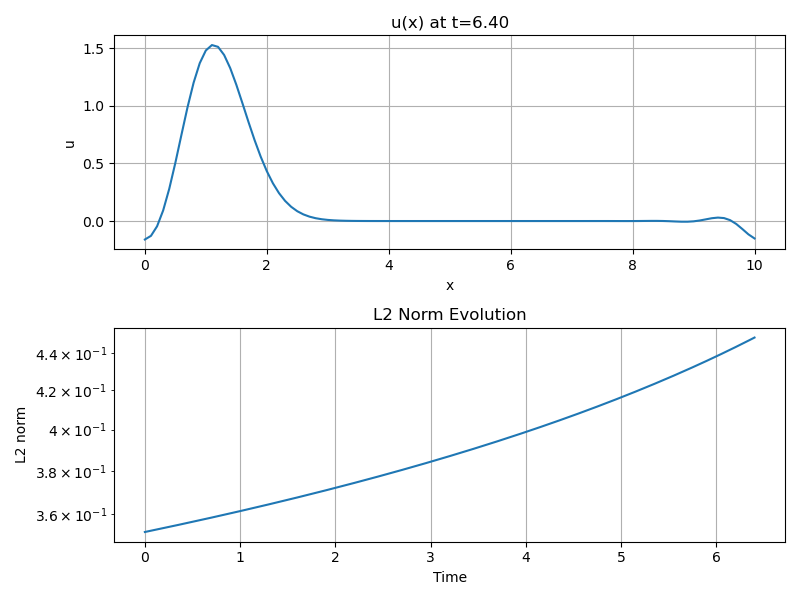 u(x) at t=6.40
1.5
1.0
0.5
0.0
u
0 2 4 6 8 10
x
L2 Norm Evolution
4.4 × 10⁻¹
4.2 × 10⁻¹
4 × 10⁻¹
3.8 × 10⁻¹
3.6 × 10⁻¹
L2 norm
0 1 2 3 4 5 6
Time